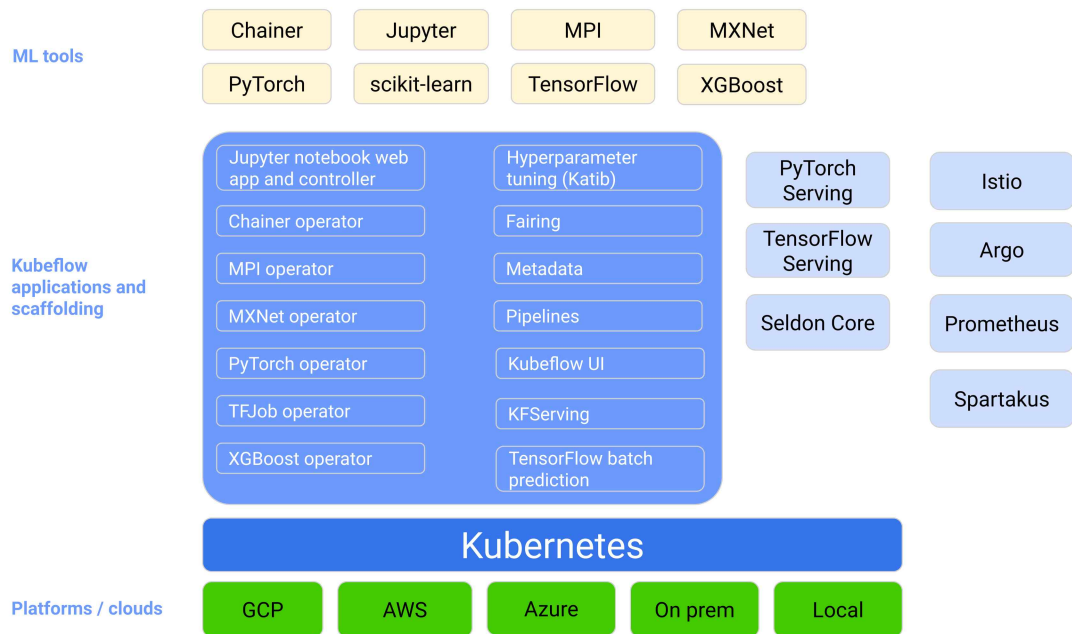 ML tools
Chainer
Jupyter
MPI
MXNet
PyTorch
scikit-learn
TensorFlow
XGBoost
Kubeflow
applications and
scaffolding
Jupyter notebook web
app and controller
Chainer operator
MPI operator
MXNet operator
PyTorch operator
TFJob operator
XGBoost operator
Hyperparameter
tuning (Katib)
Fairing
Metadata
Pipelines
Kubeflow UI
KFServing
TensorFlow batch
prediction
PyTorch
Serving
TensorFlow
Serving
Seldon Core
Istio
Argo
Prometheus
Spartakus
Kubernetes
Platforms / clouds
GCP
AWS
Azure
On prem
Local